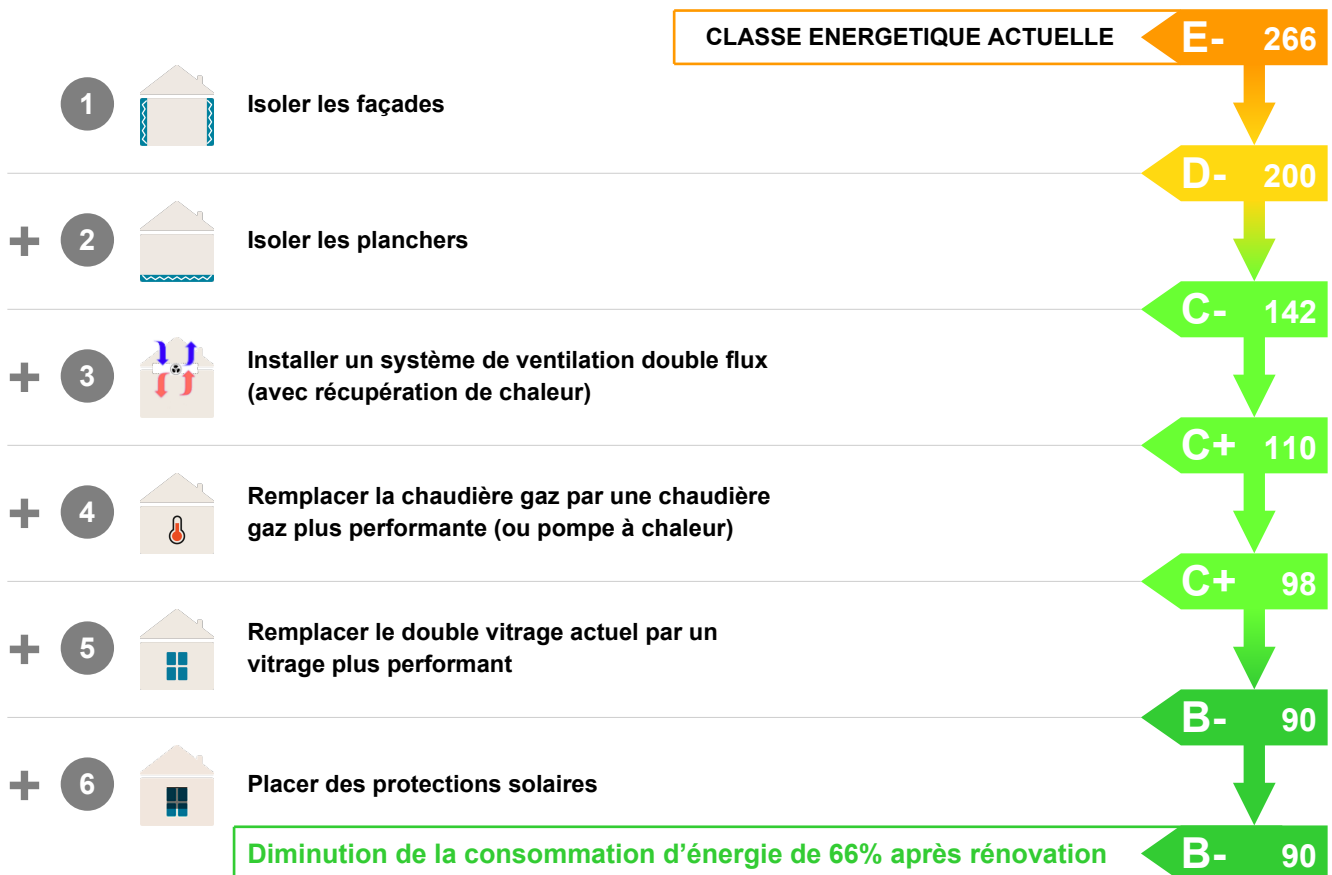 CLASSE ENERGETIQUE ACTUELLE E- 266
1 Isoler les façades
D- 200
+ 2 Isoler les planchers
C- 142
+ 3 Installer un système de ventilation double flux
(avec récupération de chaleur)
C+ 110
+ 4 Remplacer la chaudière gaz par une chaudière
gaz plus performante (ou pompe à chaleur)
C+ 98
+ 5 Remplacer le double vitrage actuel par un
vitrage plus performant
B- 90
+ 6 Placer des protections solaires
Diminution de la consommation d’énergie de 66% après rénovation B- 90